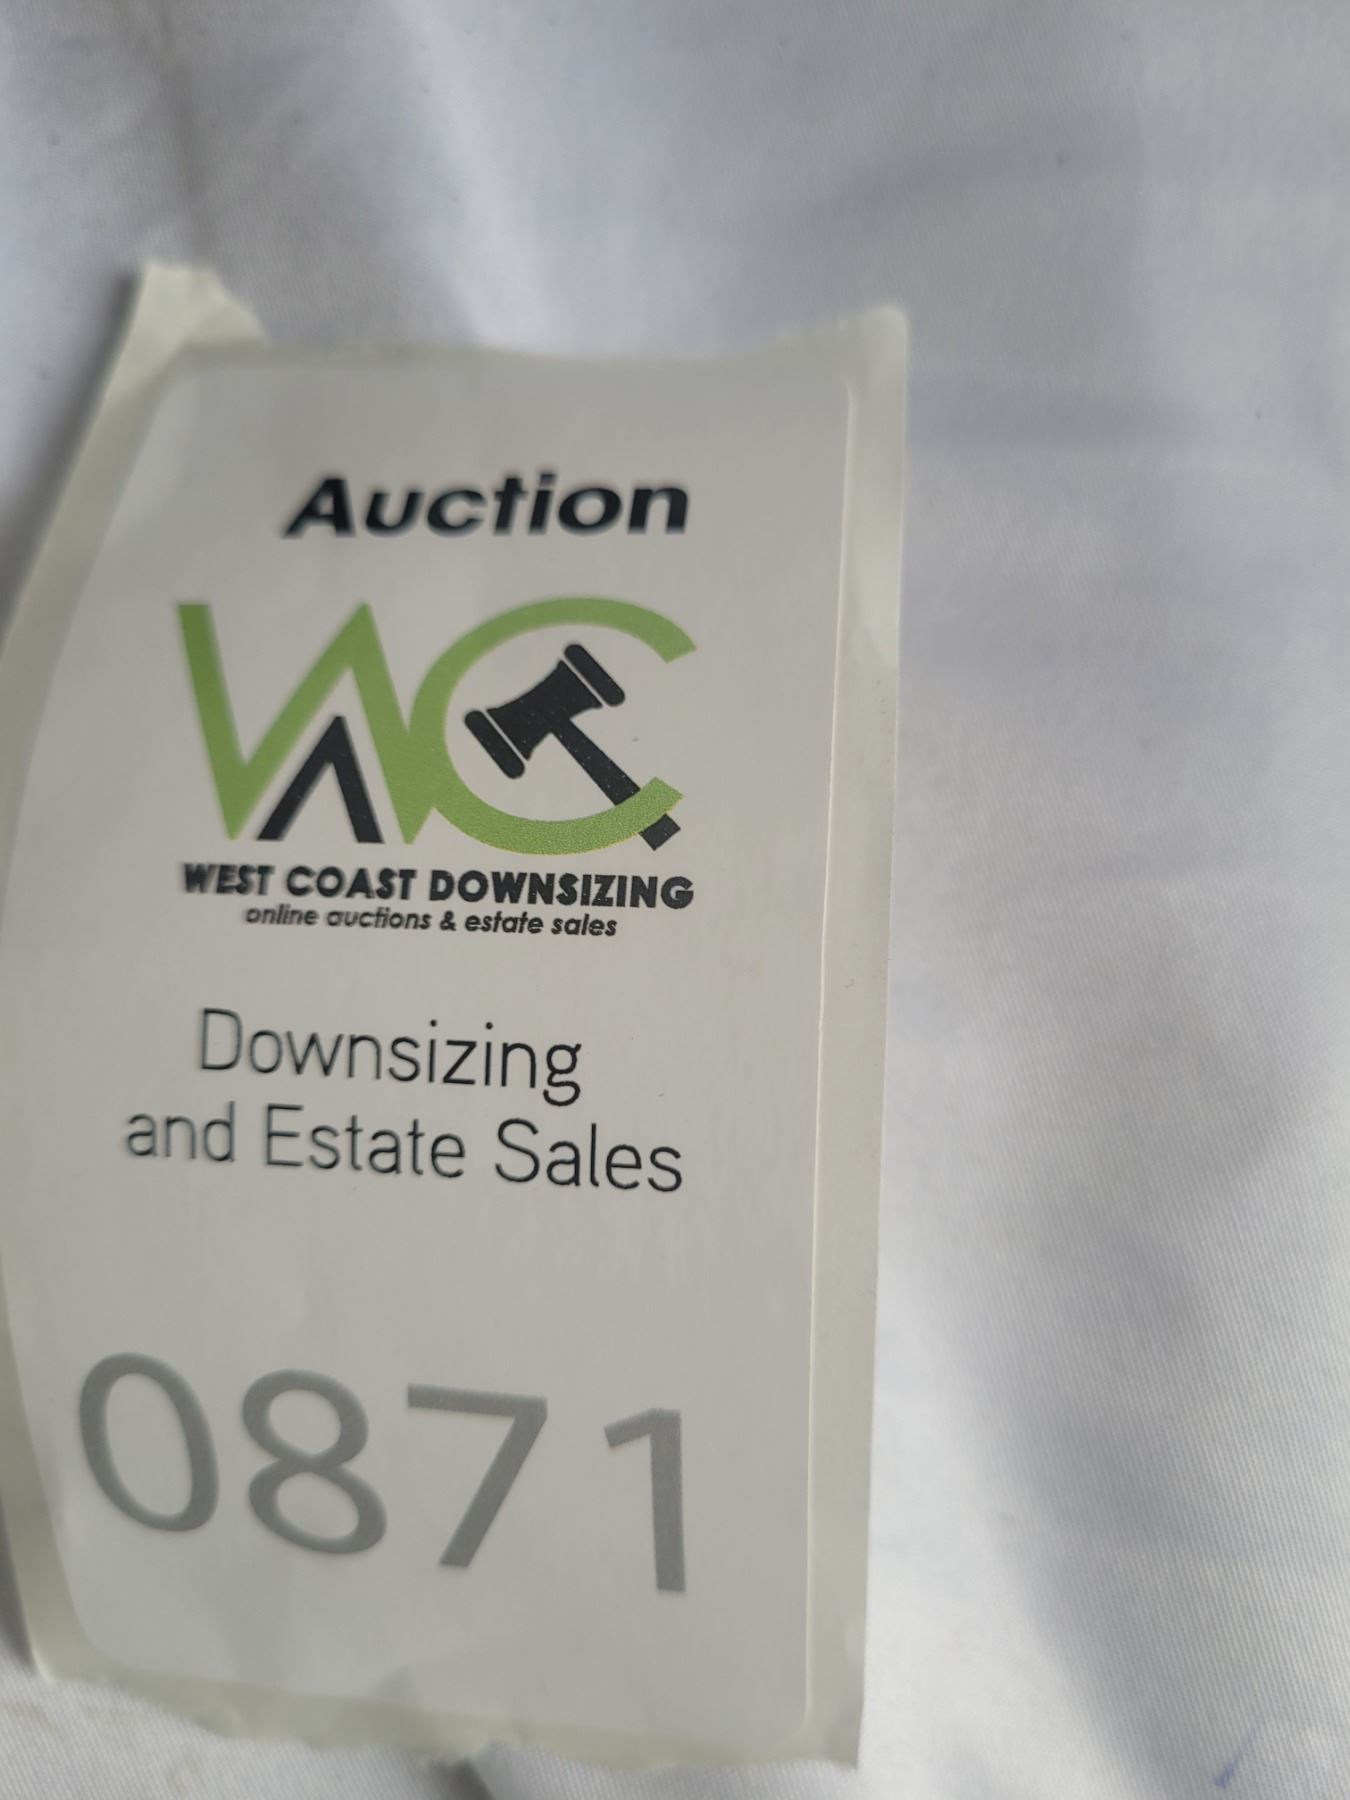 Auction
WC
WEST COAST DOWNSIZING
online auctions & estate sales
Downsizing
and Estate Sales
0871